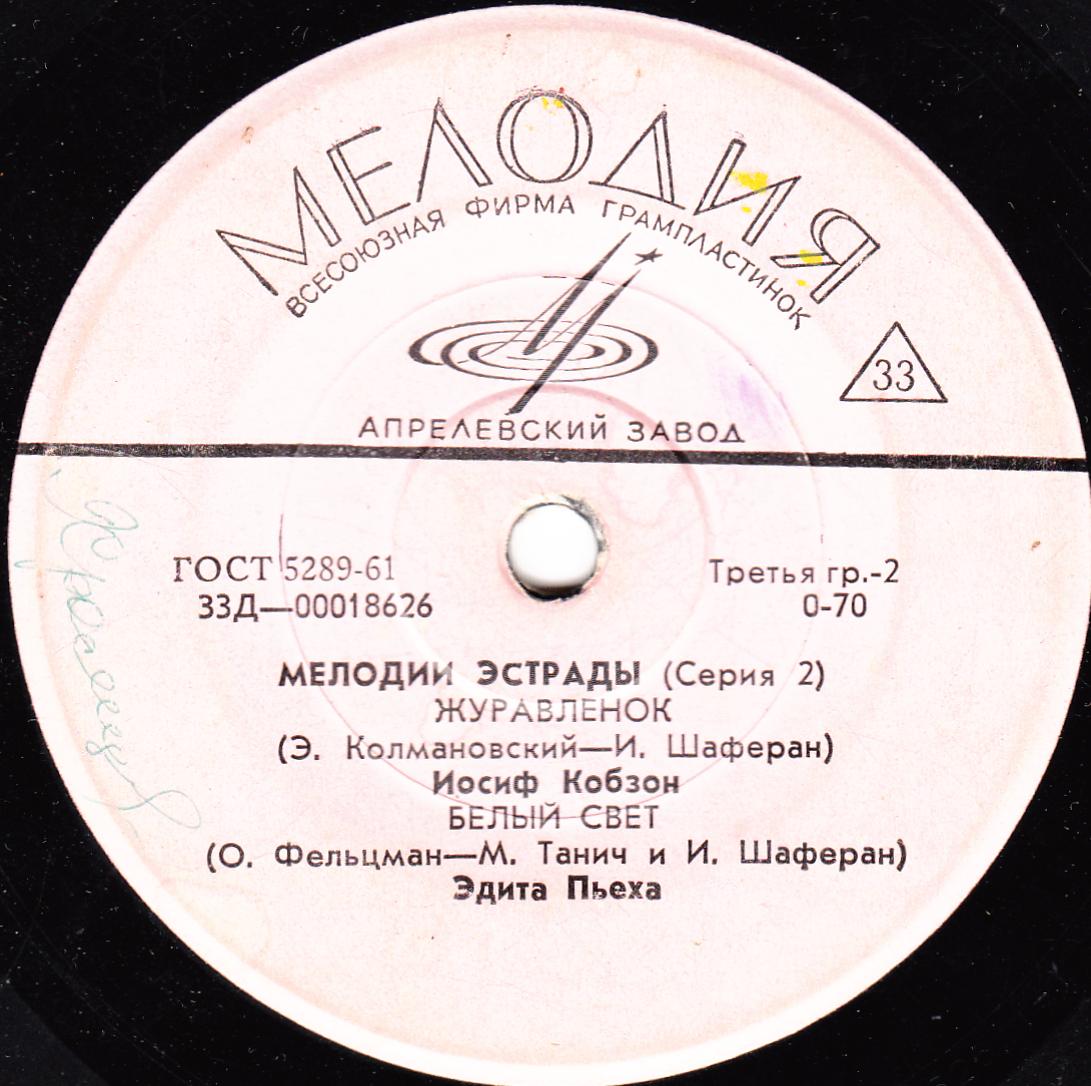 МЕЛОДИЯ
ВСЕСОЮЗНАЯ ФИРМА ГРАМПЛАСТИНОК
33
АПРЕЛЕВСКИЙ ЗАВОД
ГОСТ 5289-61
Третья гр.-2
33Д—00018626
0-70
МЕЛОДИИ ЭСТРАДЫ (Серия 2)
ЖУРАВЛЕНОК
(Э. Колмановский—И. Шаферан)
Иосиф Кобзон
БЕЛЫЙ СВЕТ
(О. Фельцман—М. Танич и И. Шаферан)
Эдита Пьеха